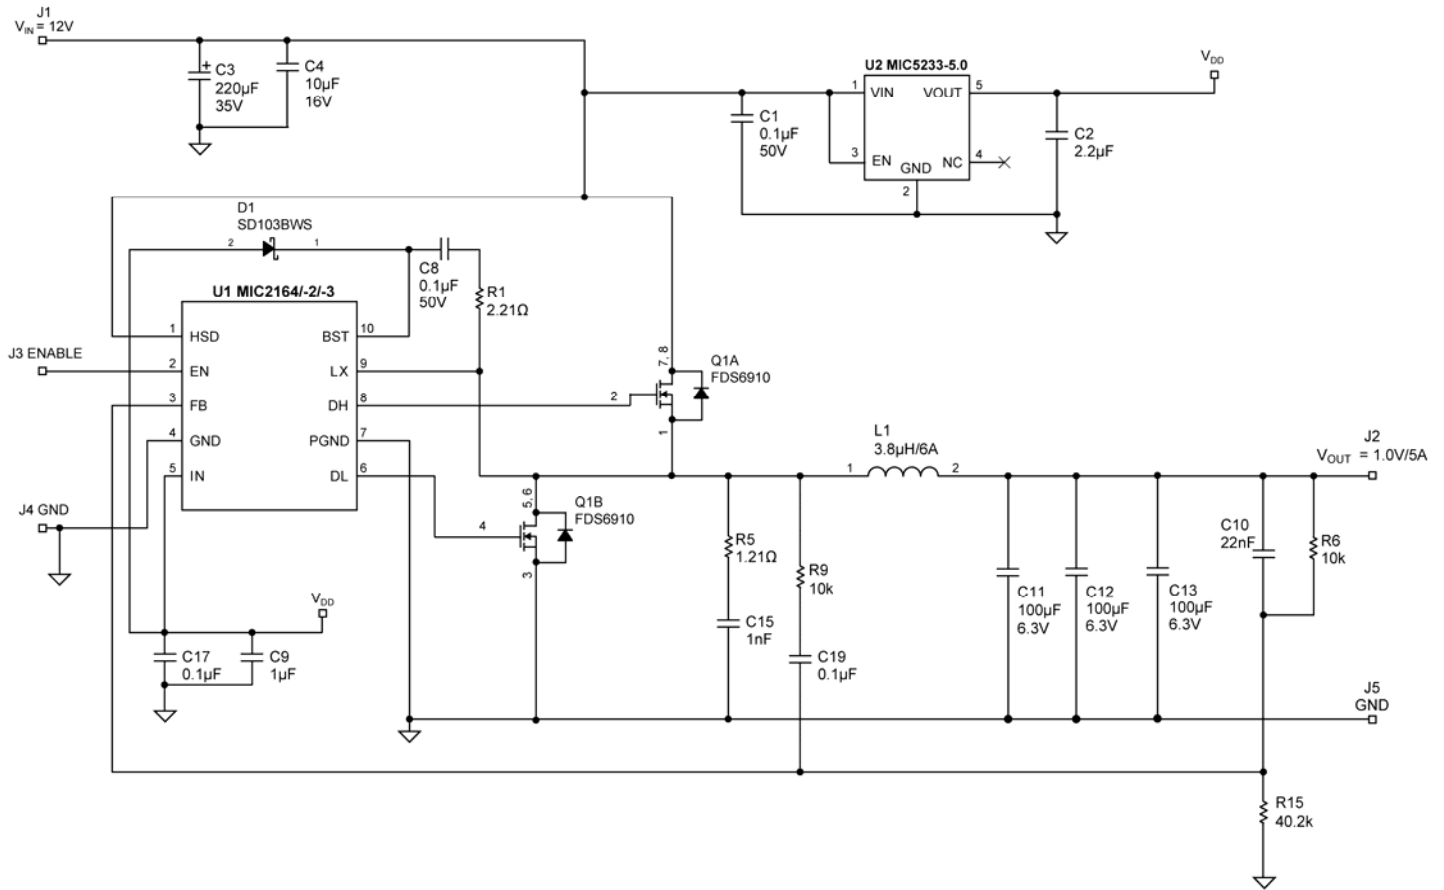 J1
VIN = 12V
C3
220µF
35V
+
C4
10µF
16V
U2 MIC5233-5.0
1
VIN
VOUT
5
3
EN
GND
NC
4
2
C1
0.1µF
50V
VDD
C2
2.2µF
D1
SD103BWS
2
1
C8
0.1µF
50V
R1
2.21Ω
U1 MIC2164/-2/-3
1
HSD
BST
10
J3 ENABLE
2
EN
LX
9
3
FB
DH
8
4
GND
PGND
7
5
IN
DL
6
J4 GND
7, 8
Q1A
FDS6910
2
1
5, 6
Q1B
FDS6910
4
3
L1
3.8µH/6A
1
2
J2
VOUT = 1.0V/5A
R5
1.21Ω
R9
10k
C15
1nF
C19
0.1µF
C11
100µF
6.3V
C12
100µF
6.3V
C13
100µF
6.3V
C10
22nF
R6
10k
VDD
C17
0.1µF
C9
1µF
J5
GND
R15
40.2k